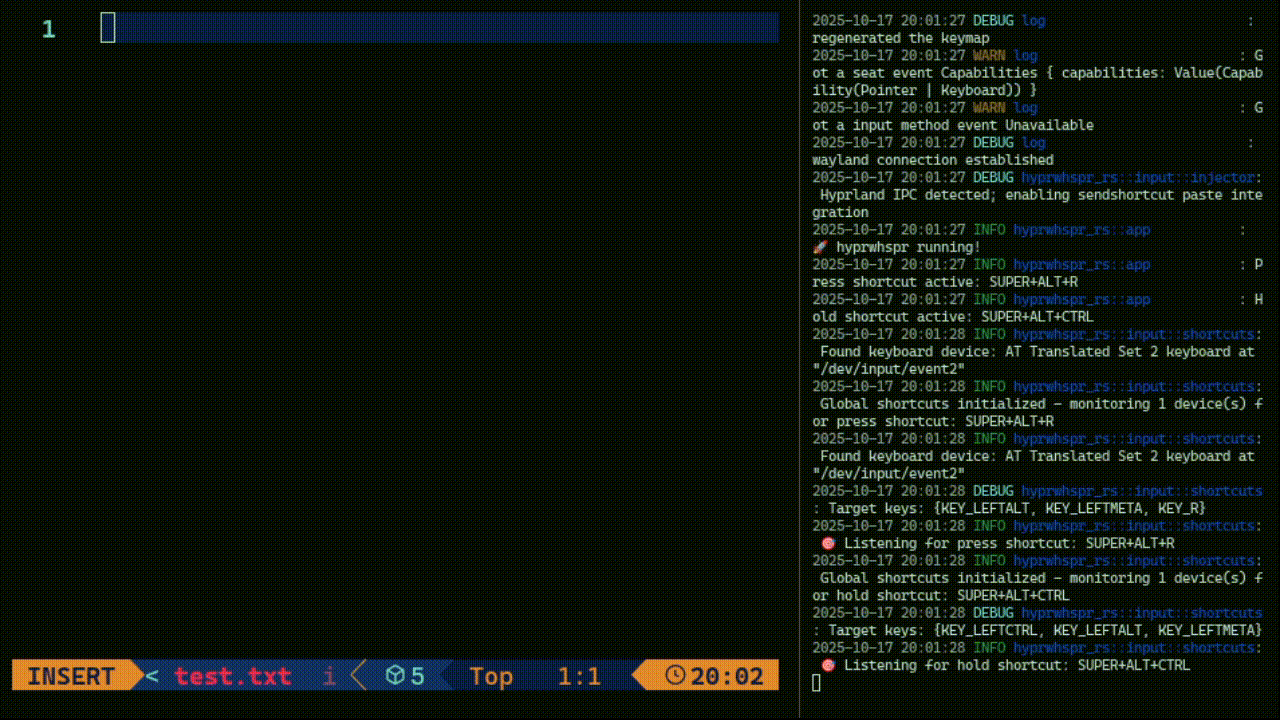 1
INSERT < test.txt i 5 Top 1:1 20:02
2025-10-17 20:01:27 DEBUG log :
regenerated the keymap
2025-10-17 20:01:27 WARN log : G
ot a seat event Capabilities { capabilities: Value(Capab
ility(Pointer | Keyboard)) }
2025-10-17 20:01:27 WARN log : G
ot a input method event Unavailable
2025-10-17 20:01:27 DEBUG log :
wayland connection established
2025-10-17 20:01:27 DEBUG hyprwhspr_rs::input::injector:
Hyprland IPC detected; enabling sendshortcut paste inte
gration
2025-10-17 20:01:27 INFO hyprwhspr_rs::app :
🚀 hyprwhspr running!
2025-10-17 20:01:27 INFO hyprwhspr_rs::app : P
ress shortcut active: SUPER+ALT+R
2025-10-17 20:01:27 INFO hyprwhspr_rs::app : H
old shortcut active: SUPER+ALT+CTRL
2025-10-17 20:01:28 INFO hyprwhspr_rs::input::shortcuts:
Found keyboard device: AT Translated Set 2 keyboard at
"/dev/input/event2"
2025-10-17 20:01:28 INFO hyprwhspr_rs::input::shortcuts:
Global shortcuts initialized - monitoring 1 device(s) f
or press shortcut: SUPER+ALT+R
2025-10-17 20:01:28 INFO hyprwhspr_rs::input::shortcuts:
Found keyboard device: AT Translated Set 2 keyboard at
"/dev/input/event2"
2025-10-17 20:01:28 DEBUG hyprwhspr_rs::input::shortcuts
: Target keys: {KEY_LEFTALT, KEY_LEFTMETA, KEY_R}
2025-10-17 20:01:28 INFO hyprwhspr_rs::input::shortcuts:
🎯 Listening for press shortcut: SUPER+ALT+R
2025-10-17 20:01:28 INFO hyprwhspr_rs::input::shortcuts:
Global shortcuts initialized - monitoring 1 device(s) f
or hold shortcut: SUPER+ALT+CTRL
2025-10-17 20:01:28 DEBUG hyprwhspr_rs::input::shortcuts
: Target keys: {KEY_LEFTCTRL, KEY_LEFTALT, KEY_LEFTMETA}
2025-10-17 20:01:28 INFO hyprwhspr_rs::input::shortcuts:
🎯 Listening for hold shortcut: SUPER+ALT+CTRL